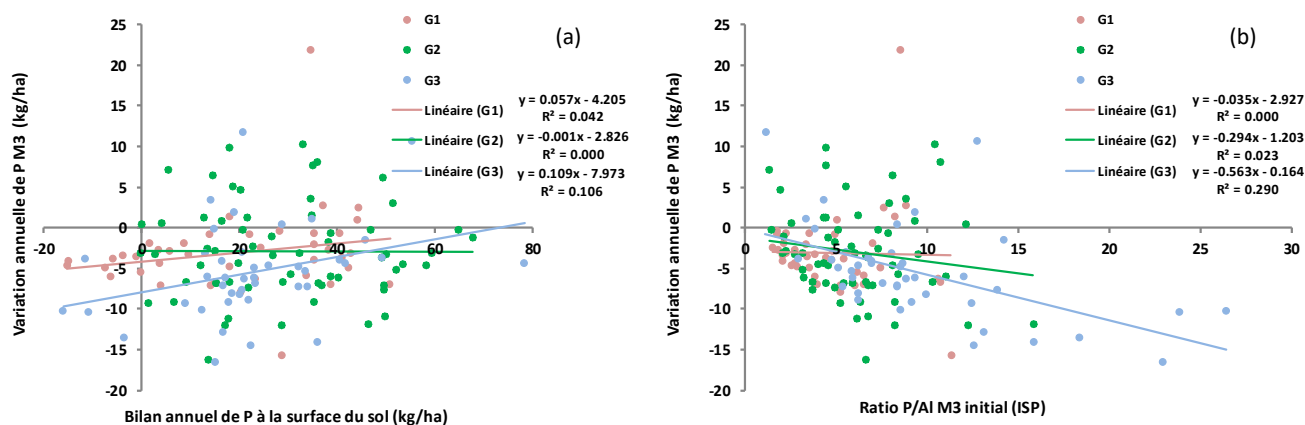 25
20
15
10
5
0
-5
-10
-15
-20
-20
0
20
40
60
80
Variation annuelle de P M3 (kg/ha)
Bilan annuel de P à la surface du sol (kg/ha)
(a)
G1
G2
G3
Linéaire (G1)
y = 0.057x - 4.205
R² = 0.042
Linéaire (G2)
y = -0.001x - 2.826
R² = 0.000
Linéaire (G3)
y = 0.109x - 7.973
R² = 0.106
25
20
15
10
5
0
-5
-10
-15
-20
0
5
10
15
20
25
30
Variation annuelle de P M3 (kg/ha)
Ratio P/Al M3 initial (ISP)
(b)
G1
G2
G3
Linéaire (G1)
y = -0.035x - 2.927
R² = 0.000
Linéaire (G2)
y = -0.294x - 1.203
R² = 0.023
Linéaire (G3)
y = -0.563x - 0.164
R² = 0.290